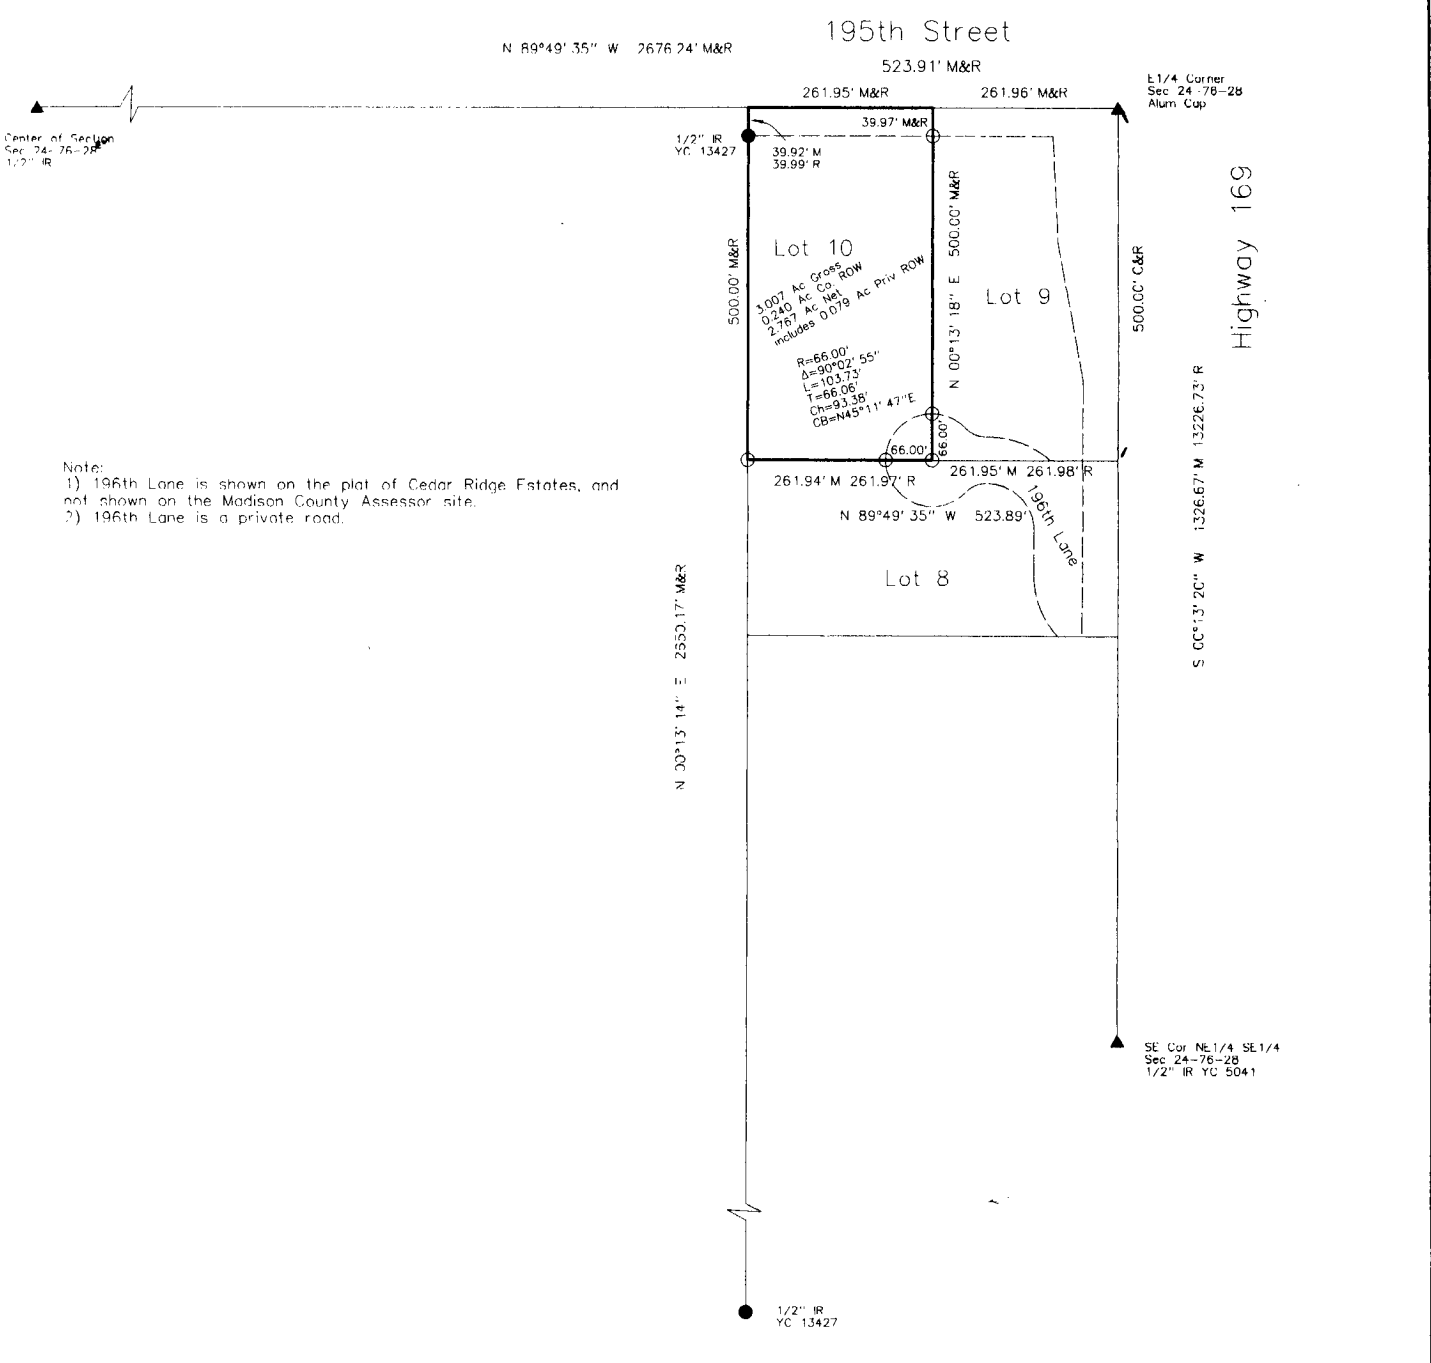 195th Street
N 89°49'35" W 2676.24' M&R
523.91' M&R
261.95' M&R
261.96' M&R
E1/4 Corner
Sec 24-76-28
Alum Cap
Center of Section
Sec 24-76-28
1/2" IR
1/2" IR
YC 13427
39.97' M&R
39.92' M
39.99' R
Highway 169
500.00' M&R
Lot 10
3.007 Ac Gross
0.240 Ac Co. ROW
2.767 Ac Net
includes 0.079 Ac Priv ROW
R=66.00'
Δ=90°02'55"
L=103.73'
T=66.06'
Ch=93.38'
CB=N45°11'47"E
N 00°13'18" E 500.00' M&R
Lot 9
500.00' C&R
S 00°13'20" W 1326.67' M 13226.73' R
66.00'
66.00'
261.94' M 261.97' R
261.95' M 261.98' R
Note:
1) 196th Lane is shown on the plat of Cedar Ridge Estates, and
not shown on the Madison County Assessor site.
2) 196th Lane is a private road.
N 89°49'35" W 523.89'
196th Lane
Lot 8
N 00°13'14" E
M&R
SE Cor NE1/4 SE1/4
Sec 24-76-28
1/2" IR YC 5041
1/2" IR
YC 13427